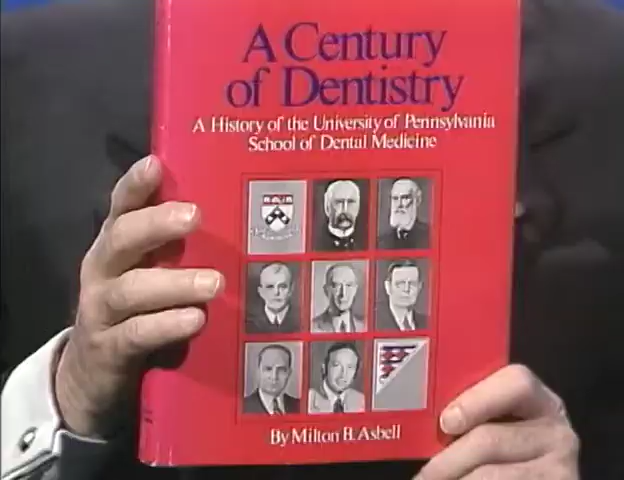 A Century
of Dentistry
A History of the University of Pennsylvania
School of Dental Medicine
By Milton B. Asbell